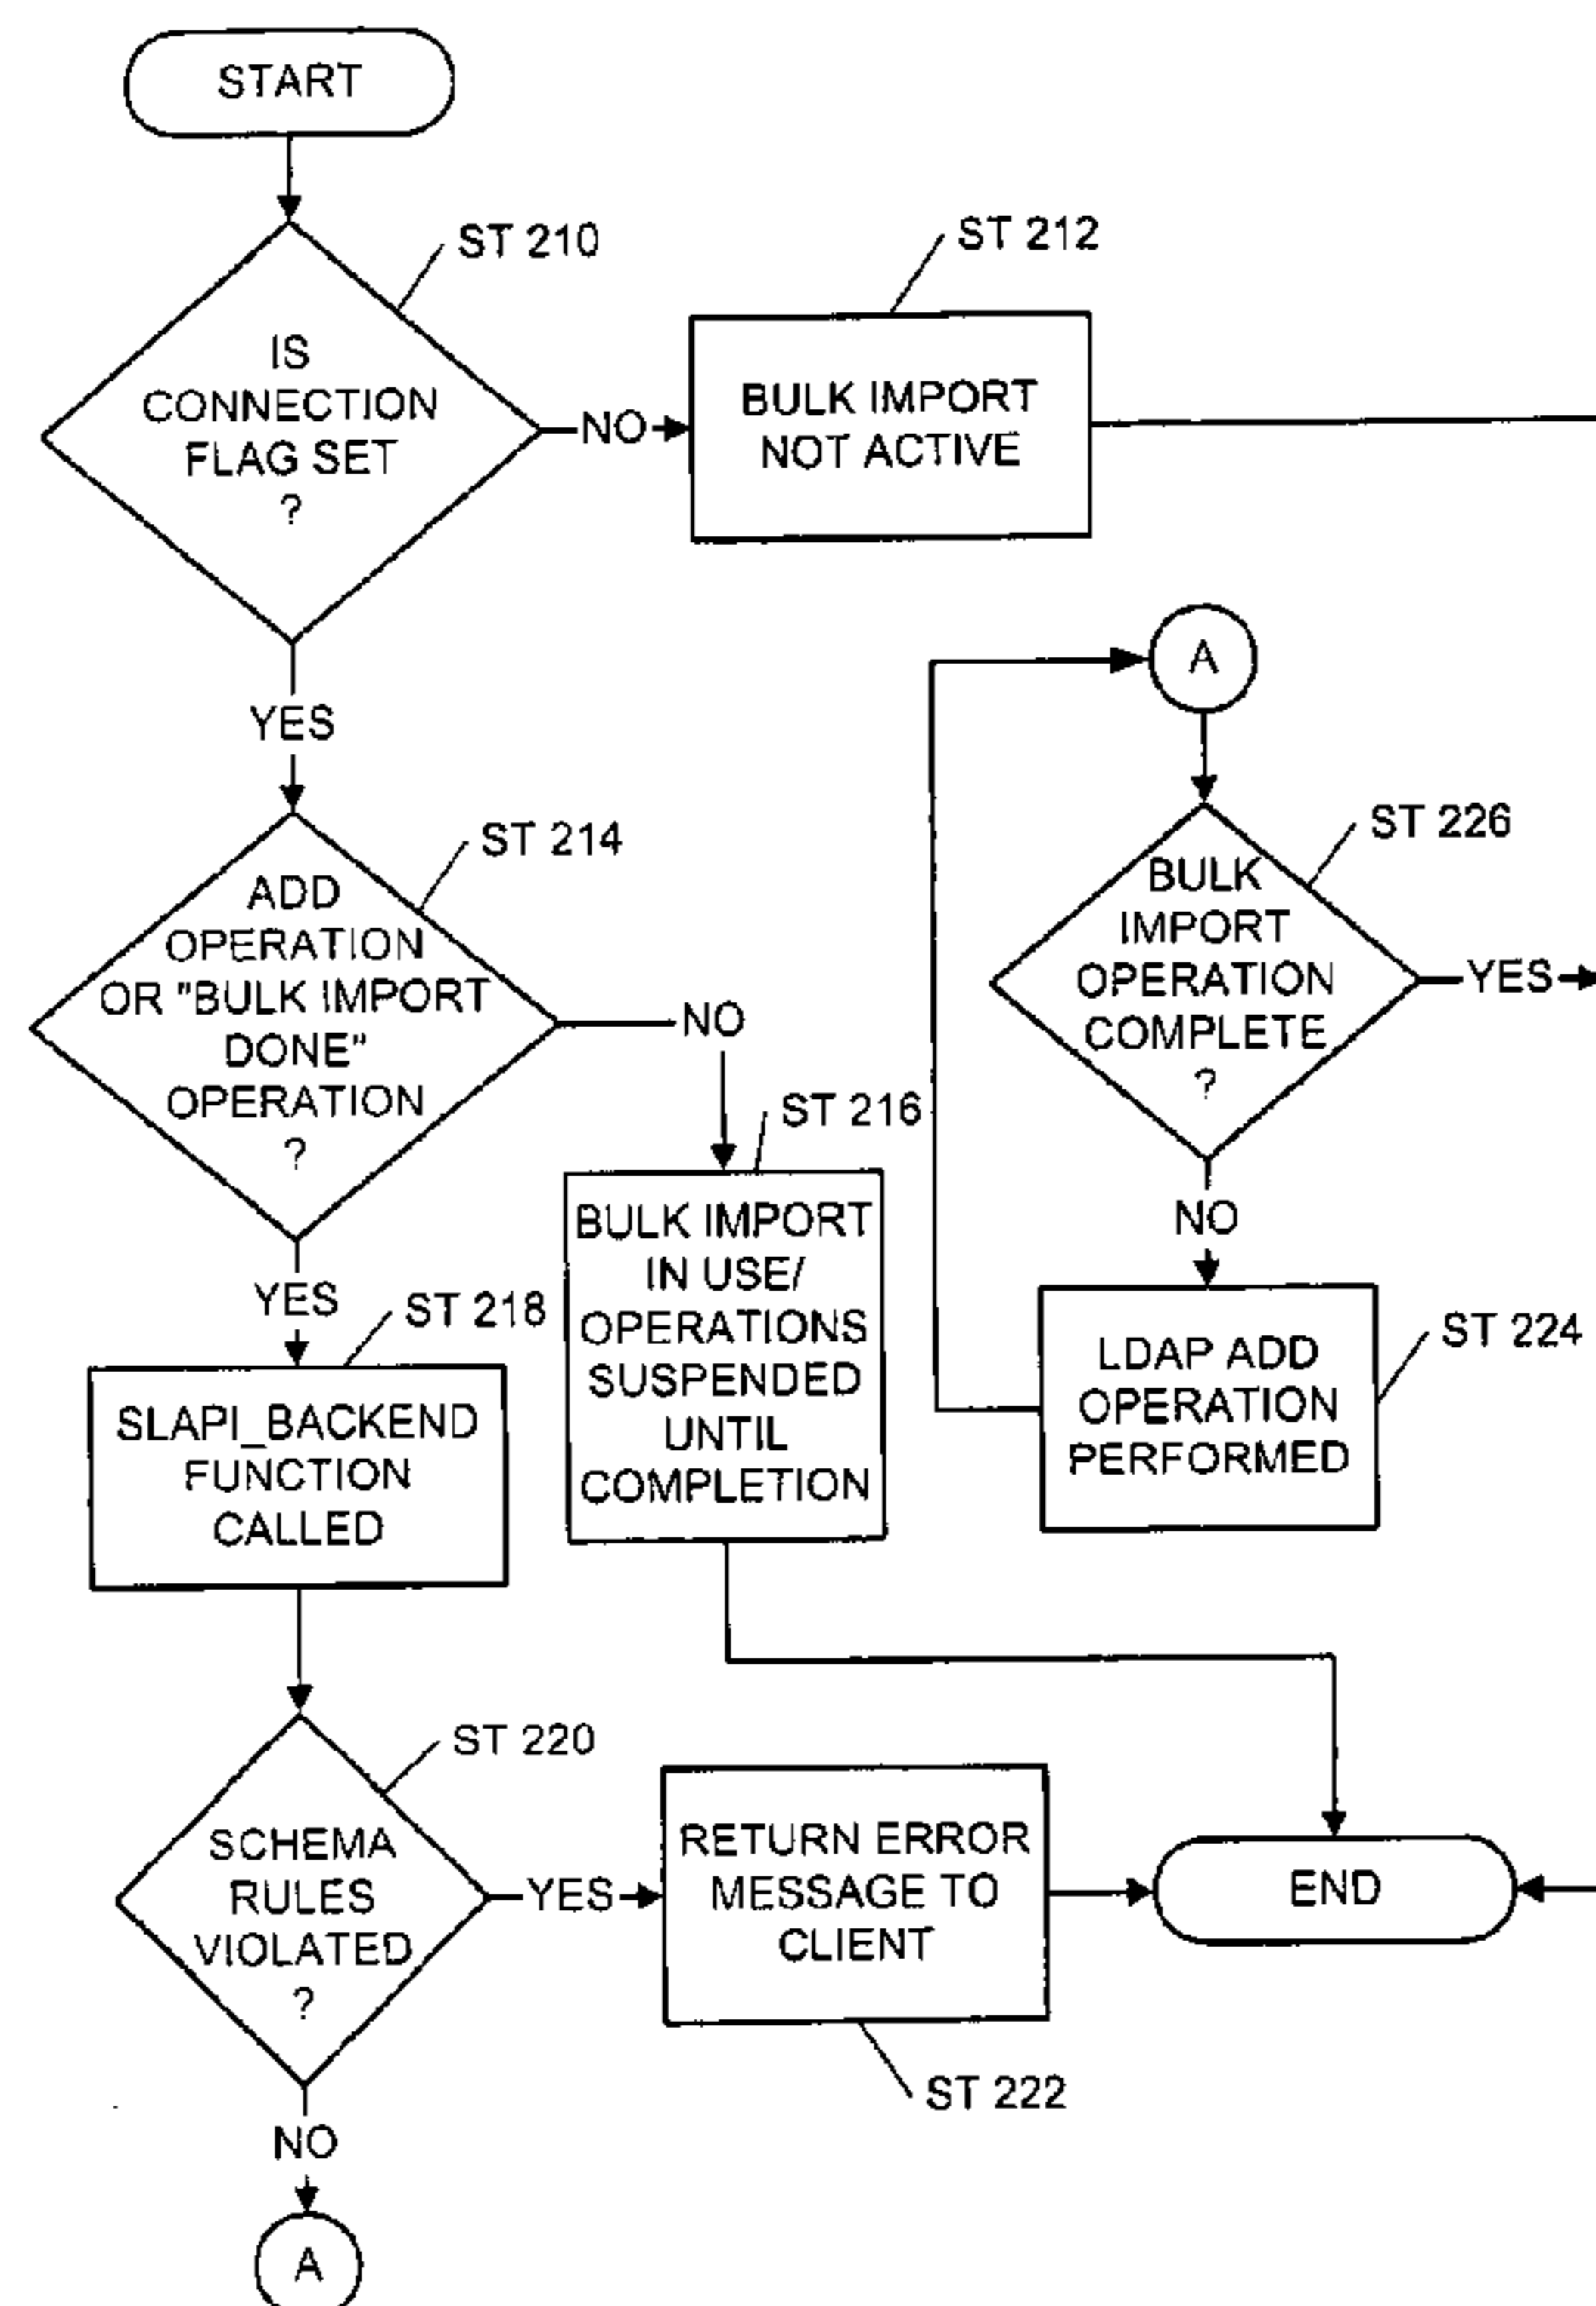 START
ST 210
IS
CONNECTION
FLAG SET
?
NO
ST 212
BULK IMPORT
NOT ACTIVE
YES
ST 214
ADD
OPERATION
OR "BULK IMPORT
DONE"
OPERATION
?
NO
ST 216
BULK IMPORT
IN USE/
OPERATIONS
SUSPENDED
UNTIL
COMPLETION
YES
ST 218
SLAPI_BACKEND
FUNCTION
CALLED
ST 220
SCHEMA
RULES
VIOLATED
?
YES
RETURN ERROR
MESSAGE TO
CLIENT
ST 222
END
NO
A
A
ST 226
BULK
IMPORT
OPERATION
COMPLETE
?
YES
NO
LDAP ADD
OPERATION
PERFORMED
ST 224